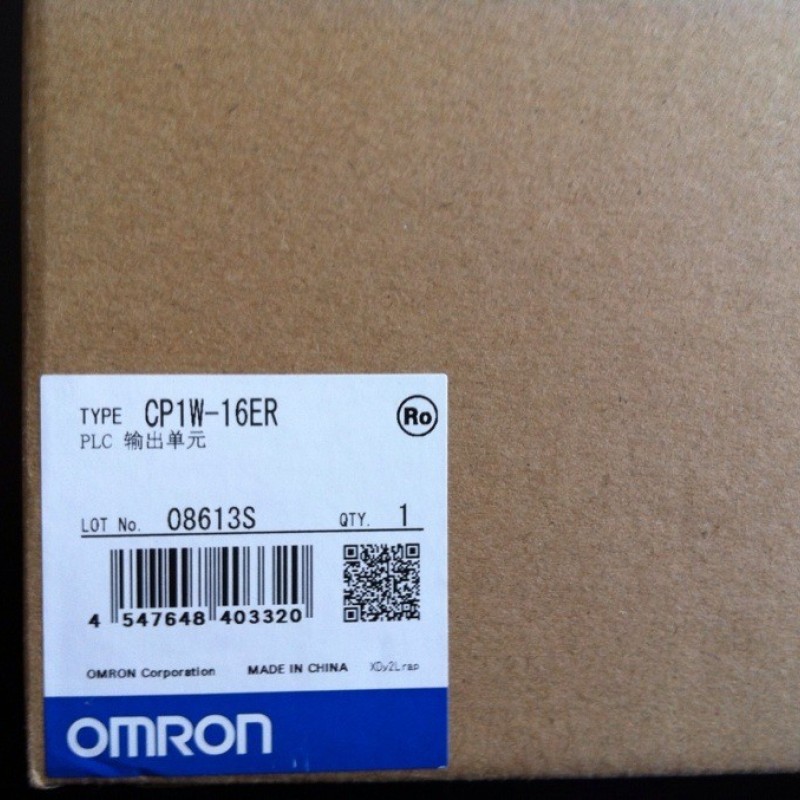 TYPE CP1W-16ER
Ro
PLC 输出单元
LOT No. 08613S QTY. 1
4 547648 403320
OMRON Corporation MADE IN CHINA XDy2Lrap
OMRON